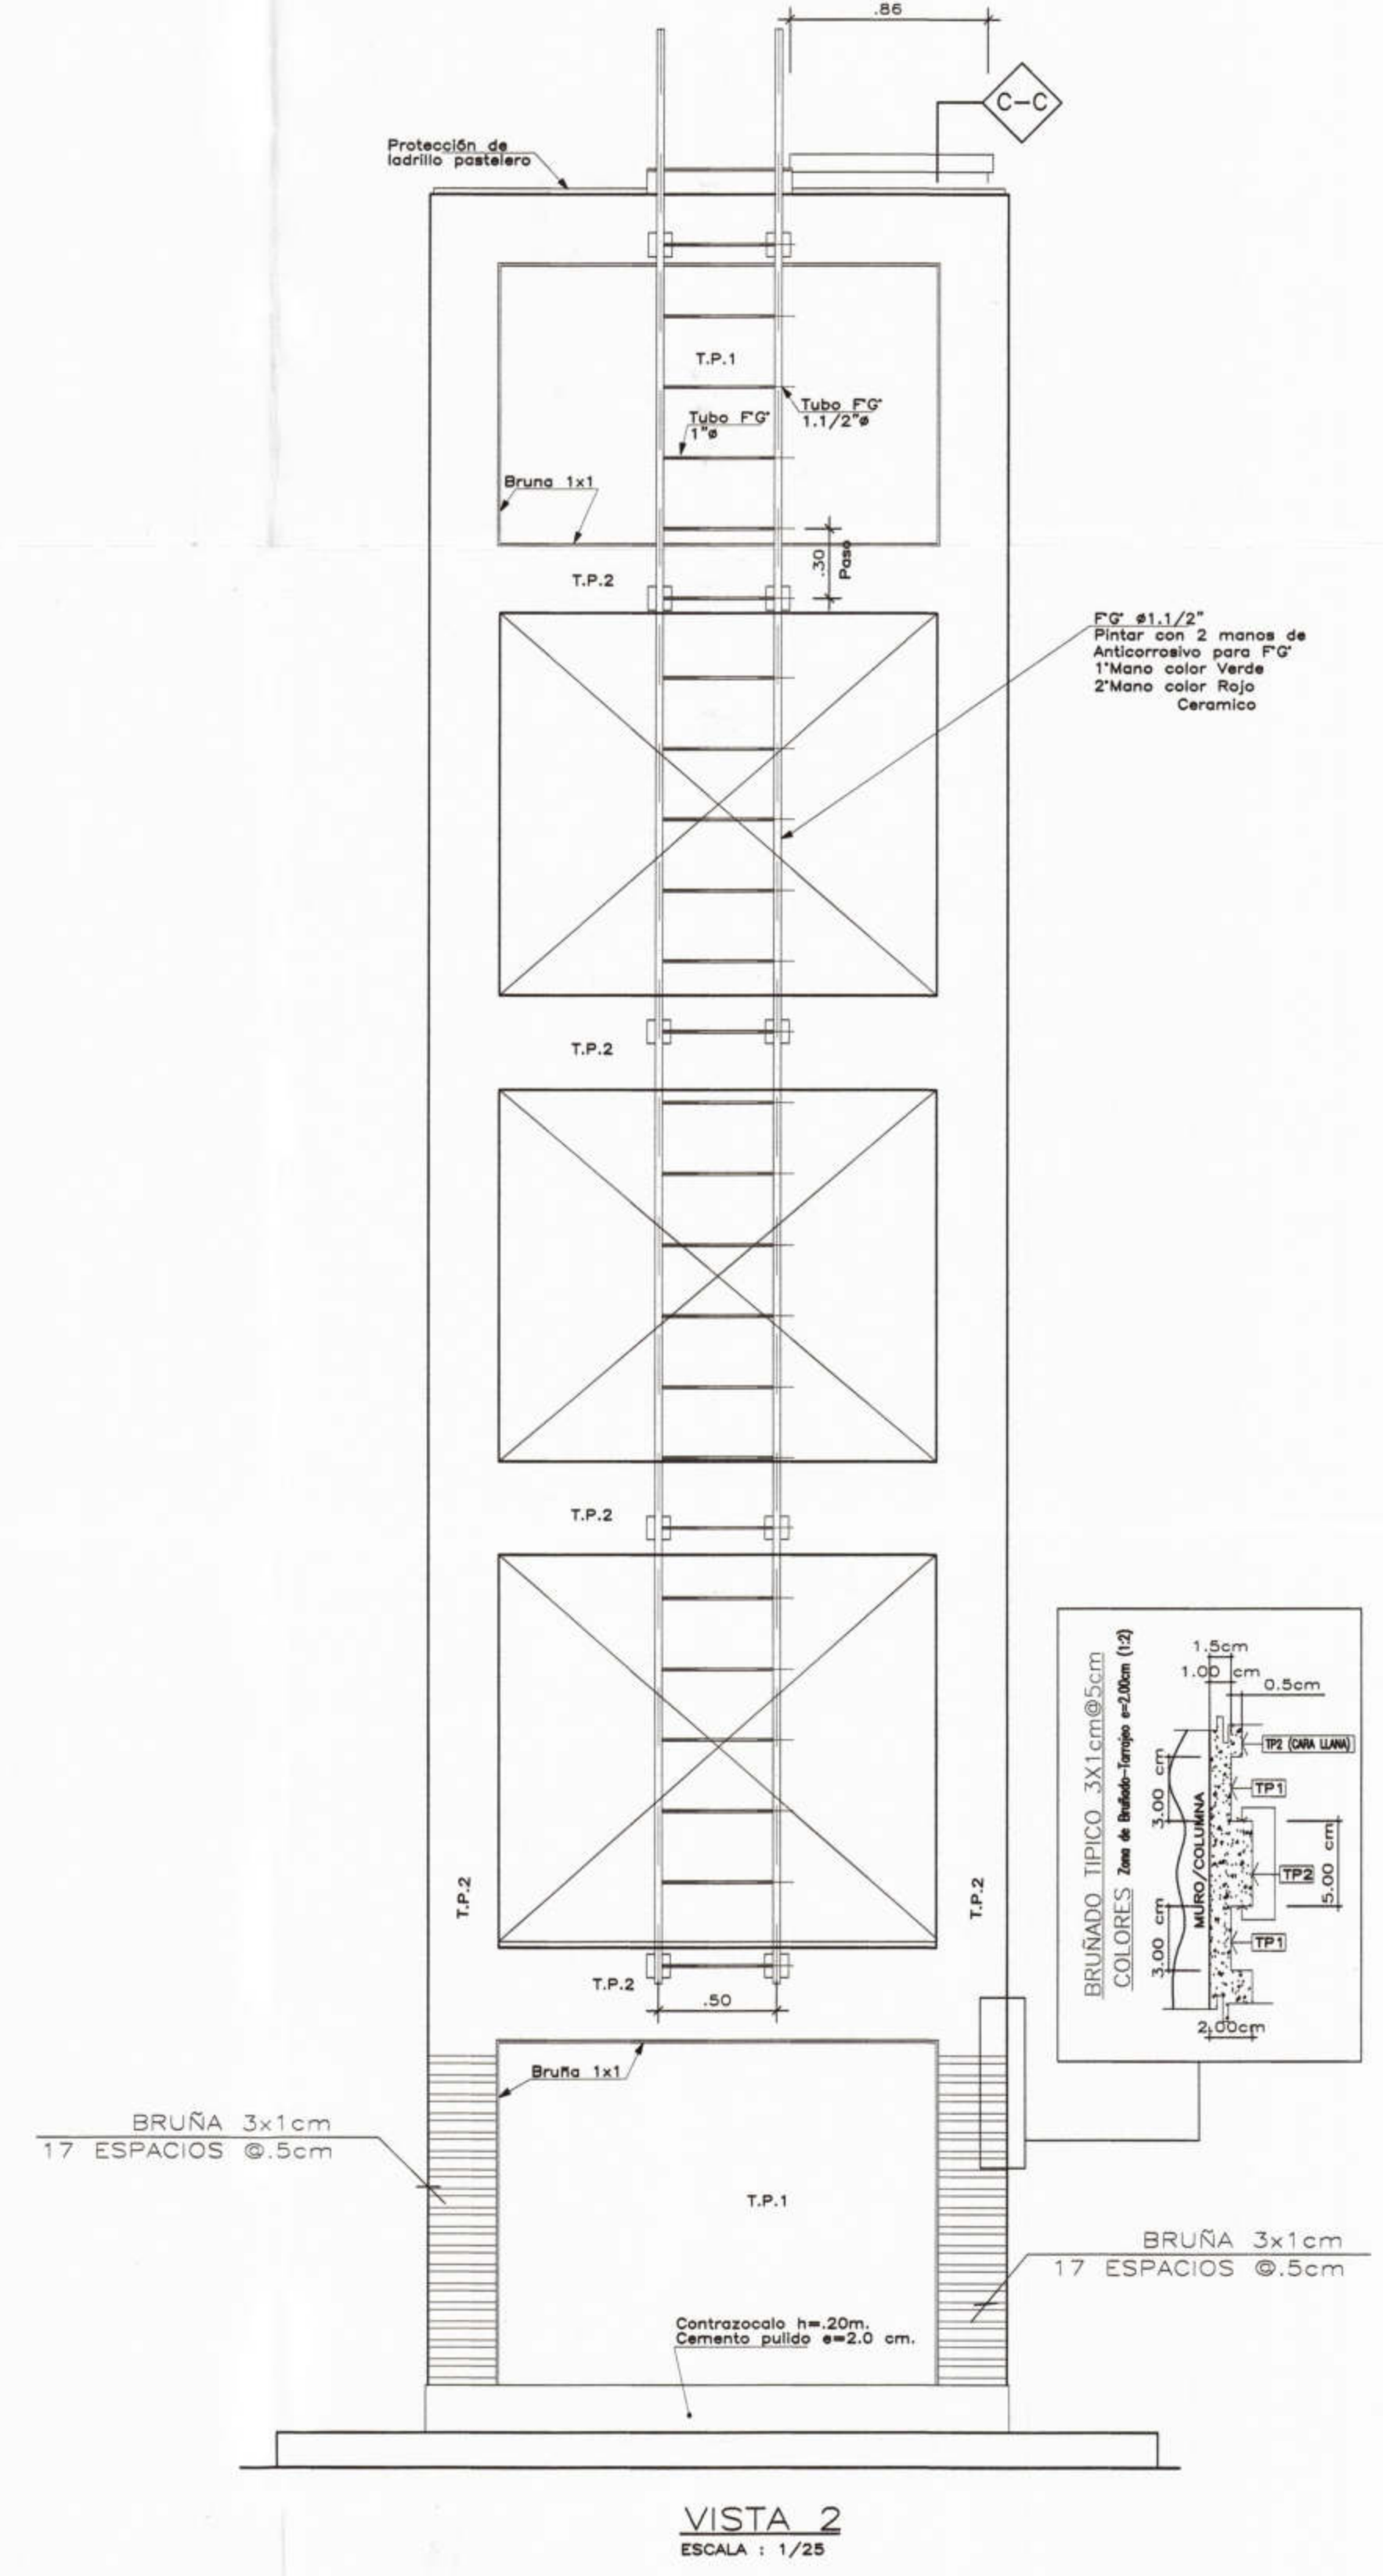 .86
C-C
Protección de
ladrillo pastelero
T.P.1
Tubo F°G°
1.1/2"ø
Tubo F°G°
1"ø
Bruna 1x1
.30
Paso
T.P.2
F°G° ø1.1/2"
Pintar con 2 manos de
Anticorrosivo para F°G°
1°Mano color Verde
2°Mano color Rojo
Ceramico
T.P.2
T.P.2
T.P.2
T.P.2
T.P.2
.50
BRUÑADO TIPICO 3X1cm@5cm
COLORES Zona de Bruñado-Tarrajeo e=2.00cm (1:2)
1.5cm
1.00 cm
0.5cm
TP2 (CARA LLANA)
3.00 cm
TP1
MURO/COLUMNA
TP2
5.00 cm
3.00 cm
TP1
2.00cm
Bruña 1x1
BRUÑA 3x1cm
17 ESPACIOS @.5cm
T.P.1
BRUÑA 3x1cm
17 ESPACIOS @.5cm
Contrazocalo h=.20m.
Cemento pulido e=2.0 cm.
VISTA 2
ESCALA : 1/25